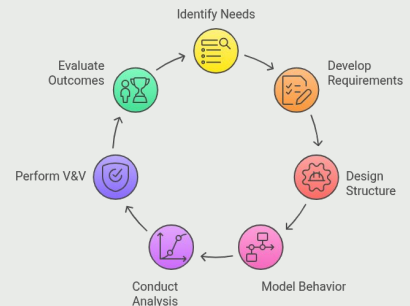 Identify Needs
Develop
Requirements
Design
Structure
Model Behavior
Conduct
Analysis
Perform V&V
Evaluate
Outcomes